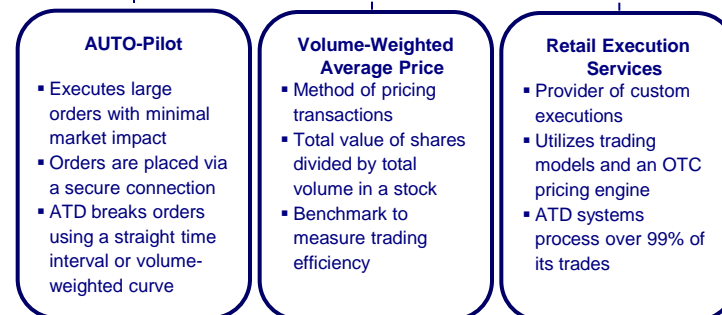 AUTO-Pilot
▪ Executes large
orders with minimal
market impact
▪ Orders are placed via
a secure connection
▪ ATD breaks orders
using a straight time
interval or volume-
weighted curve
Volume-Weighted
Average Price
▪ Method of pricing
transactions
▪ Total value of shares
divided by total
volume in a stock
▪ Benchmark to
measure trading
efficiency
Retail Execution
Services
▪ Provider of custom
executions
▪ Utilizes trading
models and an OTC
pricing engine
▪ ATD systems
process over 99% of
its trades